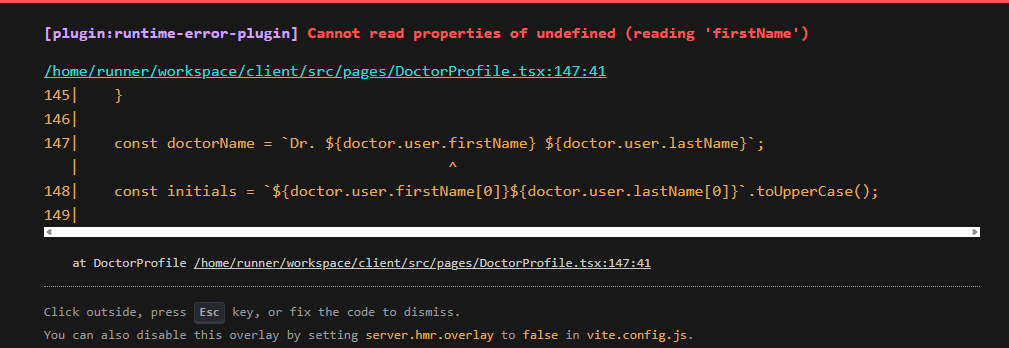 [plugin:runtime-error-plugin] Cannot read properties of undefined (reading 'firstName')
/home/runner/workspace/client/src/pages/DoctorProfile.tsx:147:41
145|    }
146|
147|    const doctorName = `Dr. ${doctor.user.firstName} ${doctor.user.lastName}`;
   |                                         ^
148|    const initials = `${doctor.user.firstName[0]}${doctor.user.lastName[0]}`.toUpperCase();
149|
at DoctorProfile /home/runner/workspace/client/src/pages/DoctorProfile.tsx:147:41
Click outside, press Esc key, or fix the code to dismiss.
You can also disable this overlay by setting server.hmr.overlay to false in vite.config.js.